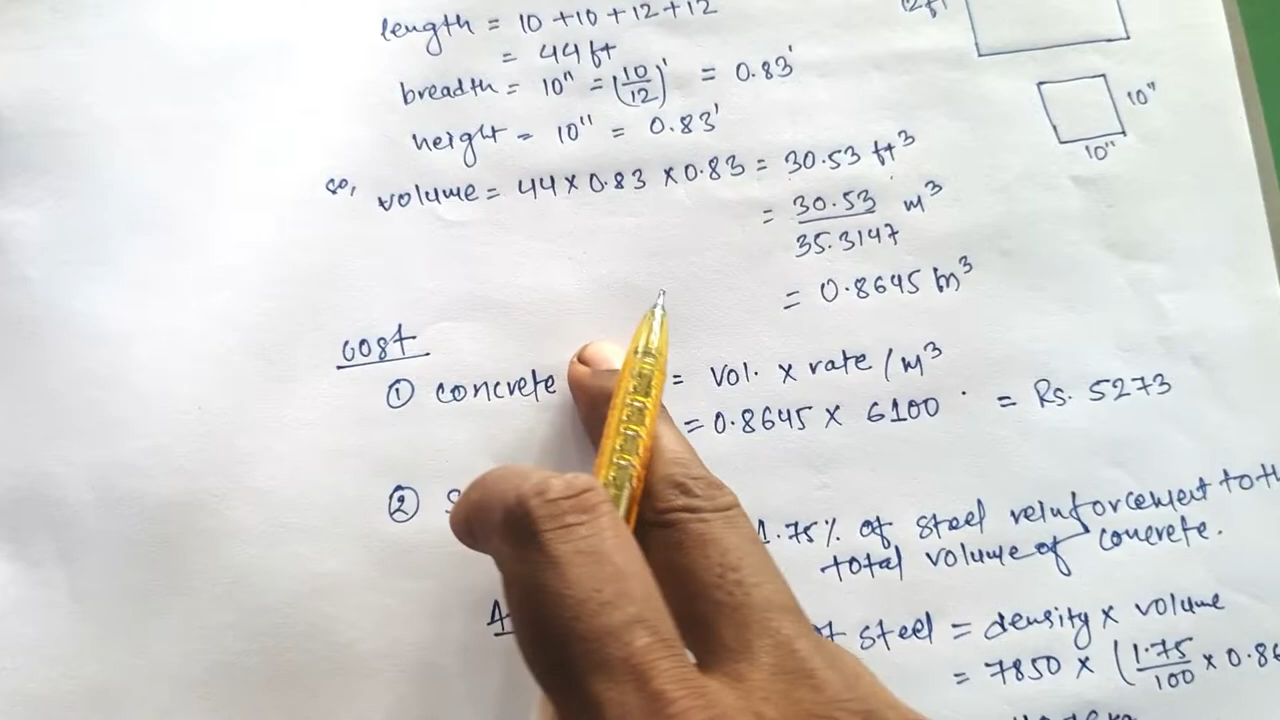 length = 10 +10 + 12 + 12
= 44 ft
breadth = 10" = (10/12)' = 0.83'
height = 10" = 0.83'
10"
10"
so, volume = 44 x 0.83 x 0.83 = 30.53 ft³
= 30.53/35.3147 m³
= 0.8645 m³
cost
① concrete = vol. x rate / m³
= 0.8645 x 6100 = Rs. 5273
②
1.75% of steel reinforcement to
total volume of concrete.
of steel = density x volume
= 7850 x (1.75/100 x 0.86